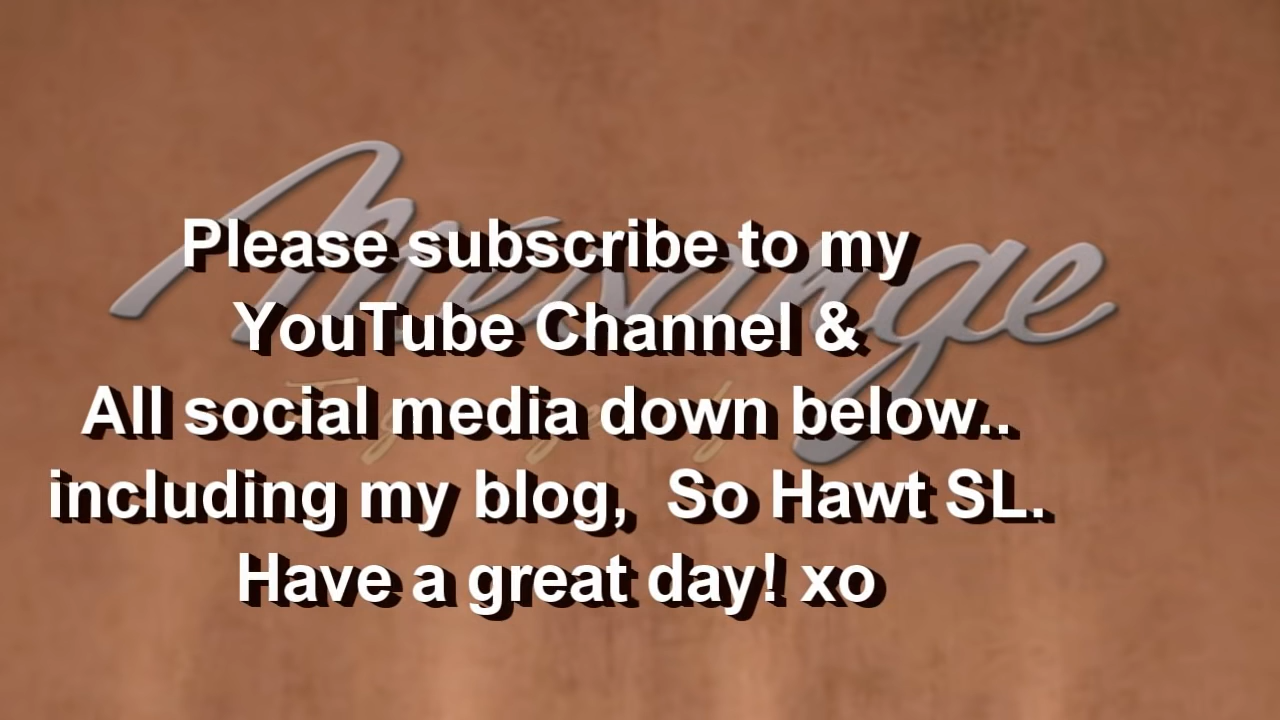 Mésange
Please subscribe to my
YouTube Channel &
All social media down below..
including my blog,  So Hawt SL.
Have a great day! xo